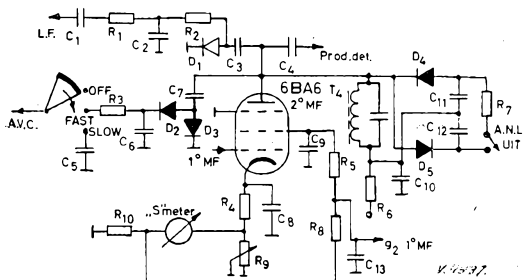 L.F.
C1
R1
C2
R2
D1
C3
C4
Prod.det.
6BA6
2° MF
T4
D4
C11
R7
C7
OFF
FAST
SLOW
A.V.C.
R3
C5
C6
D2
D3
1° MF
C9
R5
C12
A.N.L.
UIT
D5
C10
R6
R4
C8
R8
R10
„S"meter
R9
g2 1° MF
C13